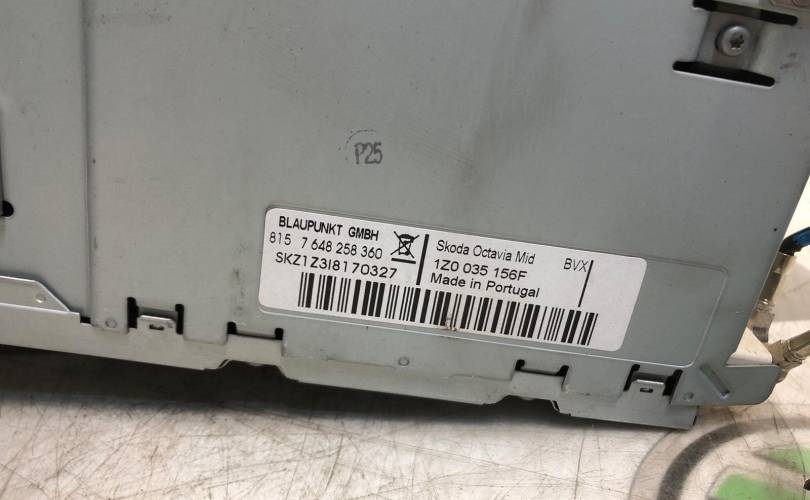 P25
BLAUPUNKT GMBH
815 7 648 258 360
SKZ1Z3I8170327
Skoda Octavia Mid BVX
1Z0 035 156F
Made in Portugal